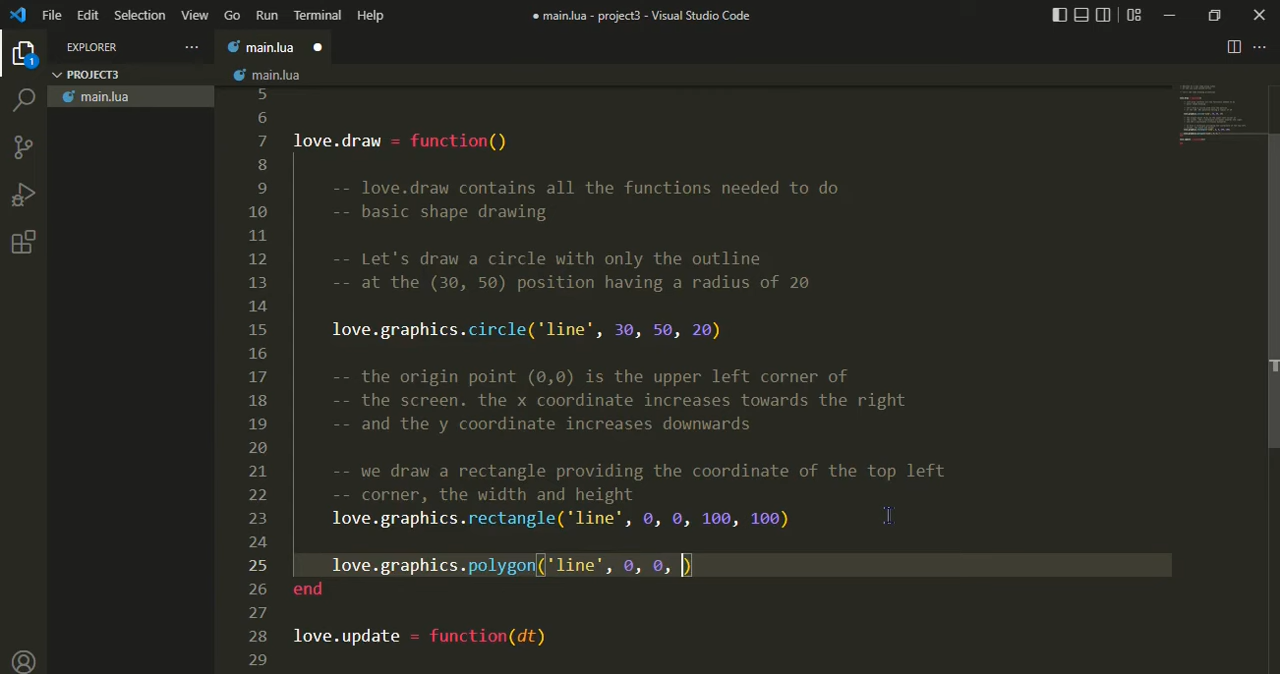 File Edit Selection View Go Run Terminal Help ● main.lua - project3 - Visual Studio Code
EXPLORER ··· main.lua ●
PROJECT3 main.lua
main.lua
5
6
7 love.draw = function()
8
9 -- love.draw contains all the functions needed to do
10 -- basic shape drawing
11
12 -- Let's draw a circle with only the outline
13 -- at the (30, 50) position having a radius of 20
14
15 love.graphics.circle('line', 30, 50, 20)
16
17 -- the origin point (0,0) is the upper left corner of
18 -- the screen. the x coordinate increases towards the right
19 -- and the y coordinate increases downwards
20
21 -- we draw a rectangle providing the coordinate of the top left
22 -- corner, the width and height
23 love.graphics.rectangle('line', 0, 0, 100, 100)
24
25 love.graphics.polygon('line', 0, 0, )
26 end
27
28 love.update = function(dt)
29
1